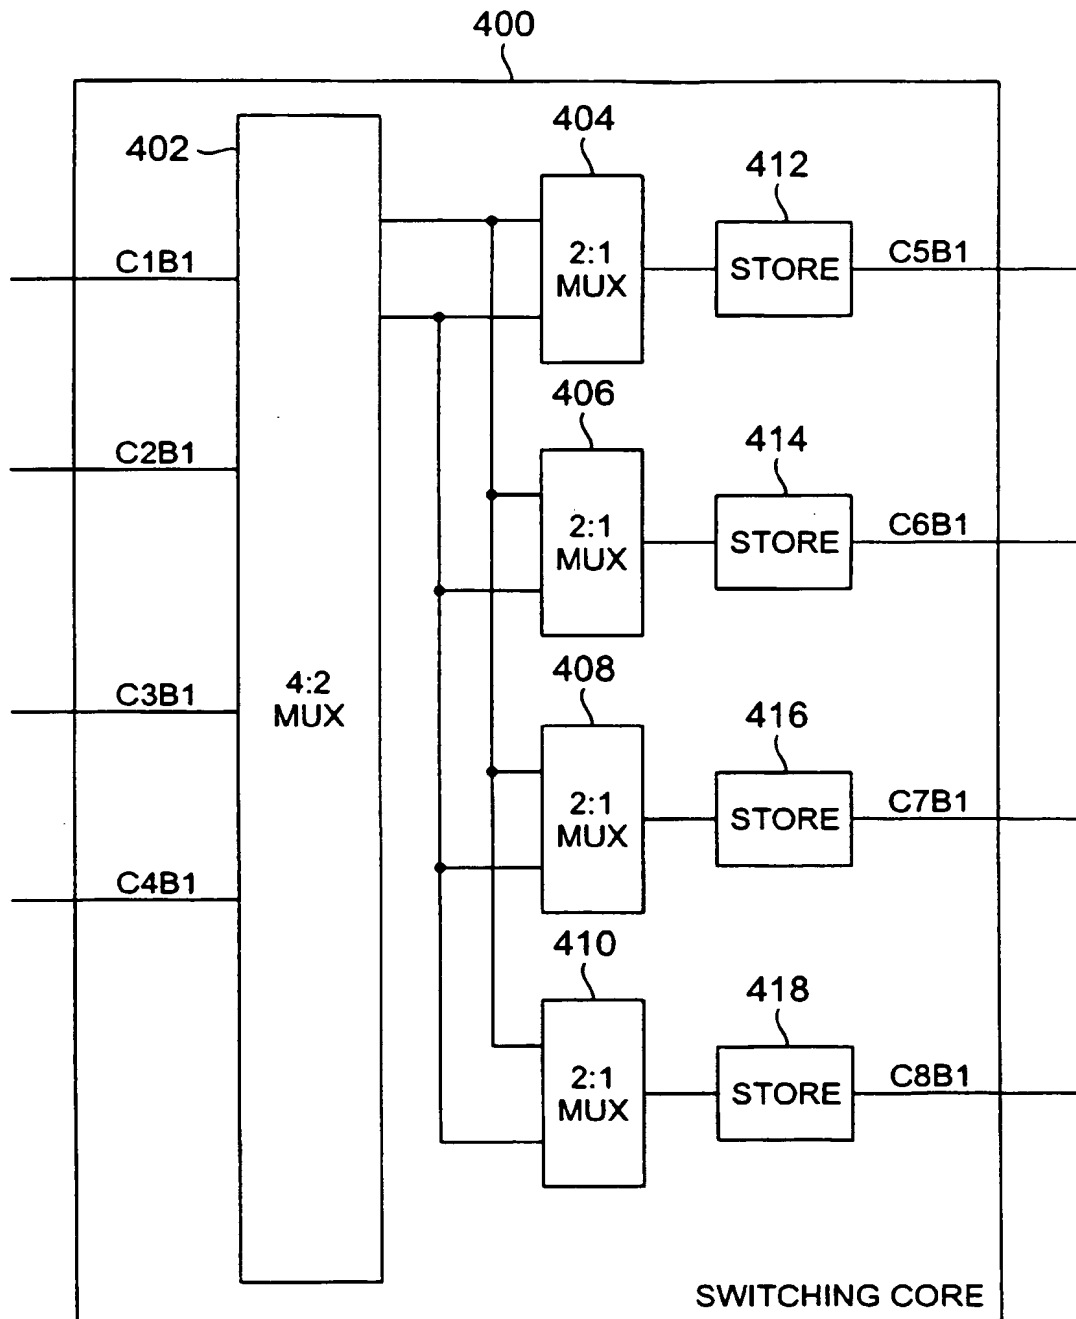 400
402
404
412
C1B1
2:1
MUX
STORE
C5B1
406
414
C2B1
2:1
MUX
STORE
C6B1
408
416
C3B1
4:2
MUX
2:1
MUX
STORE
C7B1
C4B1
410
418
2:1
MUX
STORE
C8B1
SWITCHING CORE